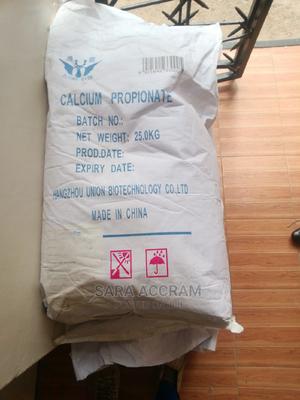 CALCIUM PROPIONATE
BATCH NO:
NET WEIGHT: 25.0KG
PROD.DATE:
EXPIRY DATE:
HANGZHOU UNION BIOTECHNOLOGY CO.LTD
MADE IN CHINA
SARA ACCRAM